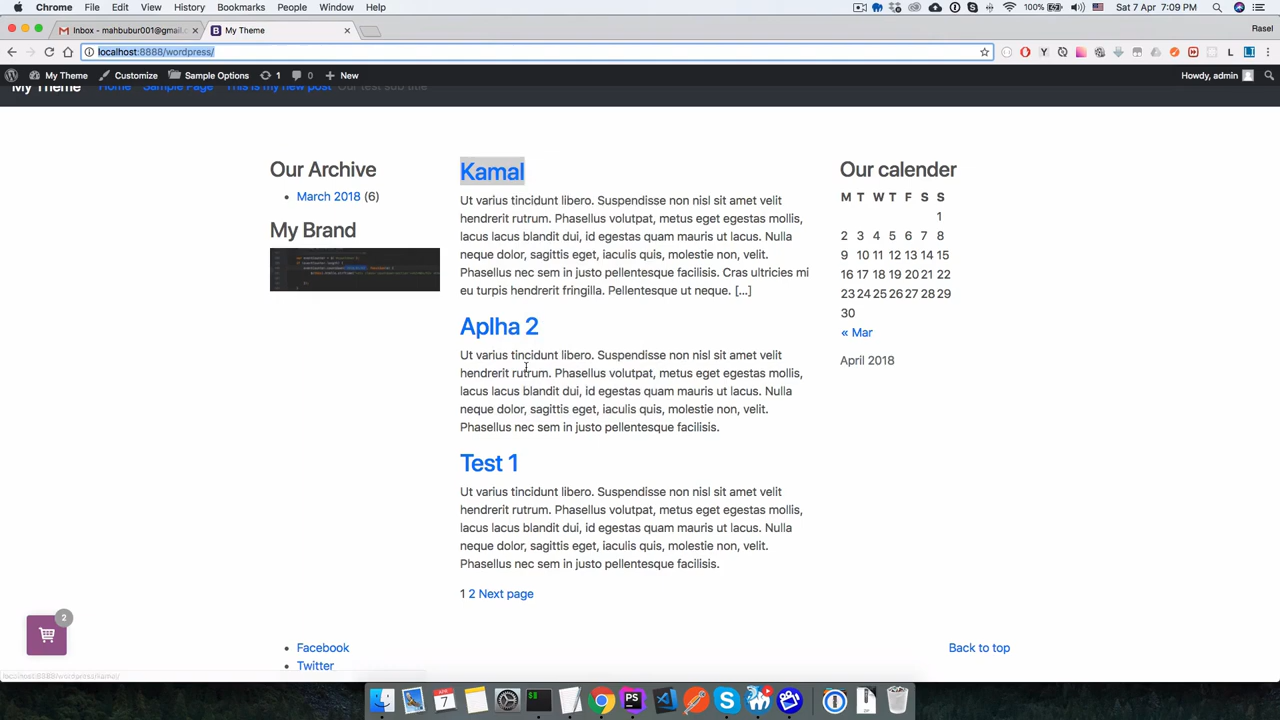 Chrome File Edit View History Bookmarks People Window Help 100% Sat 7 Apr 7:09 PM
Inbox - mahbubur001@gmail.c
My Theme
Rasel
localhost:8888/wordpress/
My Theme Customize Sample Options 1 0 New Howdy, admin
My Theme Home Sample Page This is my new post Our test sub title
Our Archive
March 2018 (6)
My Brand
Kamal
Ut varius tincidunt libero. Suspendisse non nisl sit amet velit
hendrerit rutrum. Phasellus volutpat, metus eget egestas mollis,
lacus lacus blandit dui, id egestas quam mauris ut lacus. Nulla
neque dolor, sagittis eget, iaculis quis, molestie non, velit.
Phasellus nec sem in justo pellentesque facilisis. Cras ultricies mi
eu turpis hendrerit fringilla. Pellentesque ut neque. [...]
Aplha 2
Ut varius tincidunt libero. Suspendisse non nisl sit amet velit
hendrerit rutrum. Phasellus volutpat, metus eget egestas mollis,
lacus lacus blandit dui, id egestas quam mauris ut lacus. Nulla
neque dolor, sagittis eget, iaculis quis, molestie non, velit.
Phasellus nec sem in justo pellentesque facilisis.
Test 1
Ut varius tincidunt libero. Suspendisse non nisl sit amet velit
hendrerit rutrum. Phasellus volutpat, metus eget egestas mollis,
lacus lacus blandit dui, id egestas quam mauris ut lacus. Nulla
neque dolor, sagittis eget, iaculis quis, molestie non, velit.
Phasellus nec sem in justo pellentesque facilisis.
1 2 Next page
Our calender
M T W T F S S
1
2 3 4 5 6 7 8
9 10 11 12 13 14 15
16 17 18 19 20 21 22
23 24 25 26 27 28 29
30
« Mar
April 2018
2
Facebook
Twitter
Back to top
localhost:8888/wordpress/kamal/